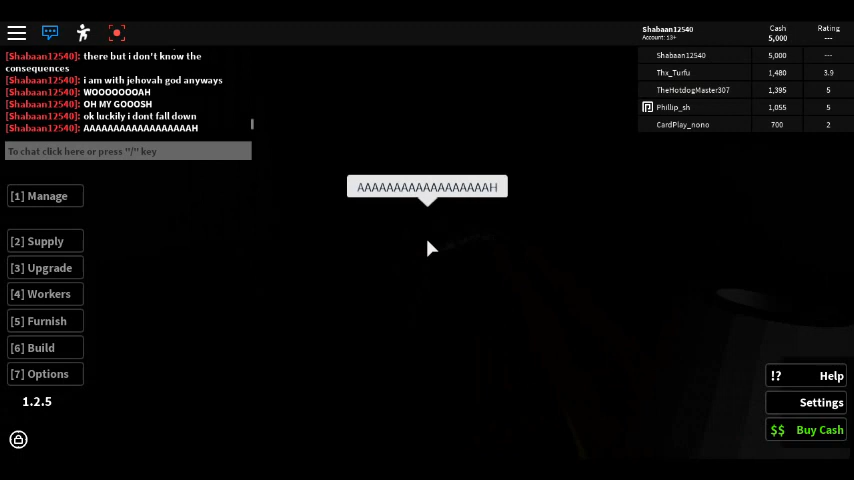 Shabaan12540
Account: 13+
Cash
5,000
Rating
---
[Shabaan12540]: there but i don't know the
consequences
[Shabaan12540]: i am with jehovah god anyways
[Shabaan12540]: WOOOOOOOAH
[Shabaan12540]: OH MY GOOOSH
[Shabaan12540]: ok luckily i dont fall down
[Shabaan12540]: AAAAAAAAAAAAAAAAAAH
To chat click here or press "/" key
Shabaan12540 5,000 ---
Thx_Turfu 1,480 3.9
TheHotdogMaster307 1,395 5
Phillip_sh 1,055 5
CardPlay_nono 700 2
AAAAAAAAAAAAAAAAAAH
[1] Manage
[2] Supply
[3] Upgrade
[4] Workers
[5] Furnish
[6] Build
[7] Options
1.2.5
!? Help
Settings
$$ Buy Cash